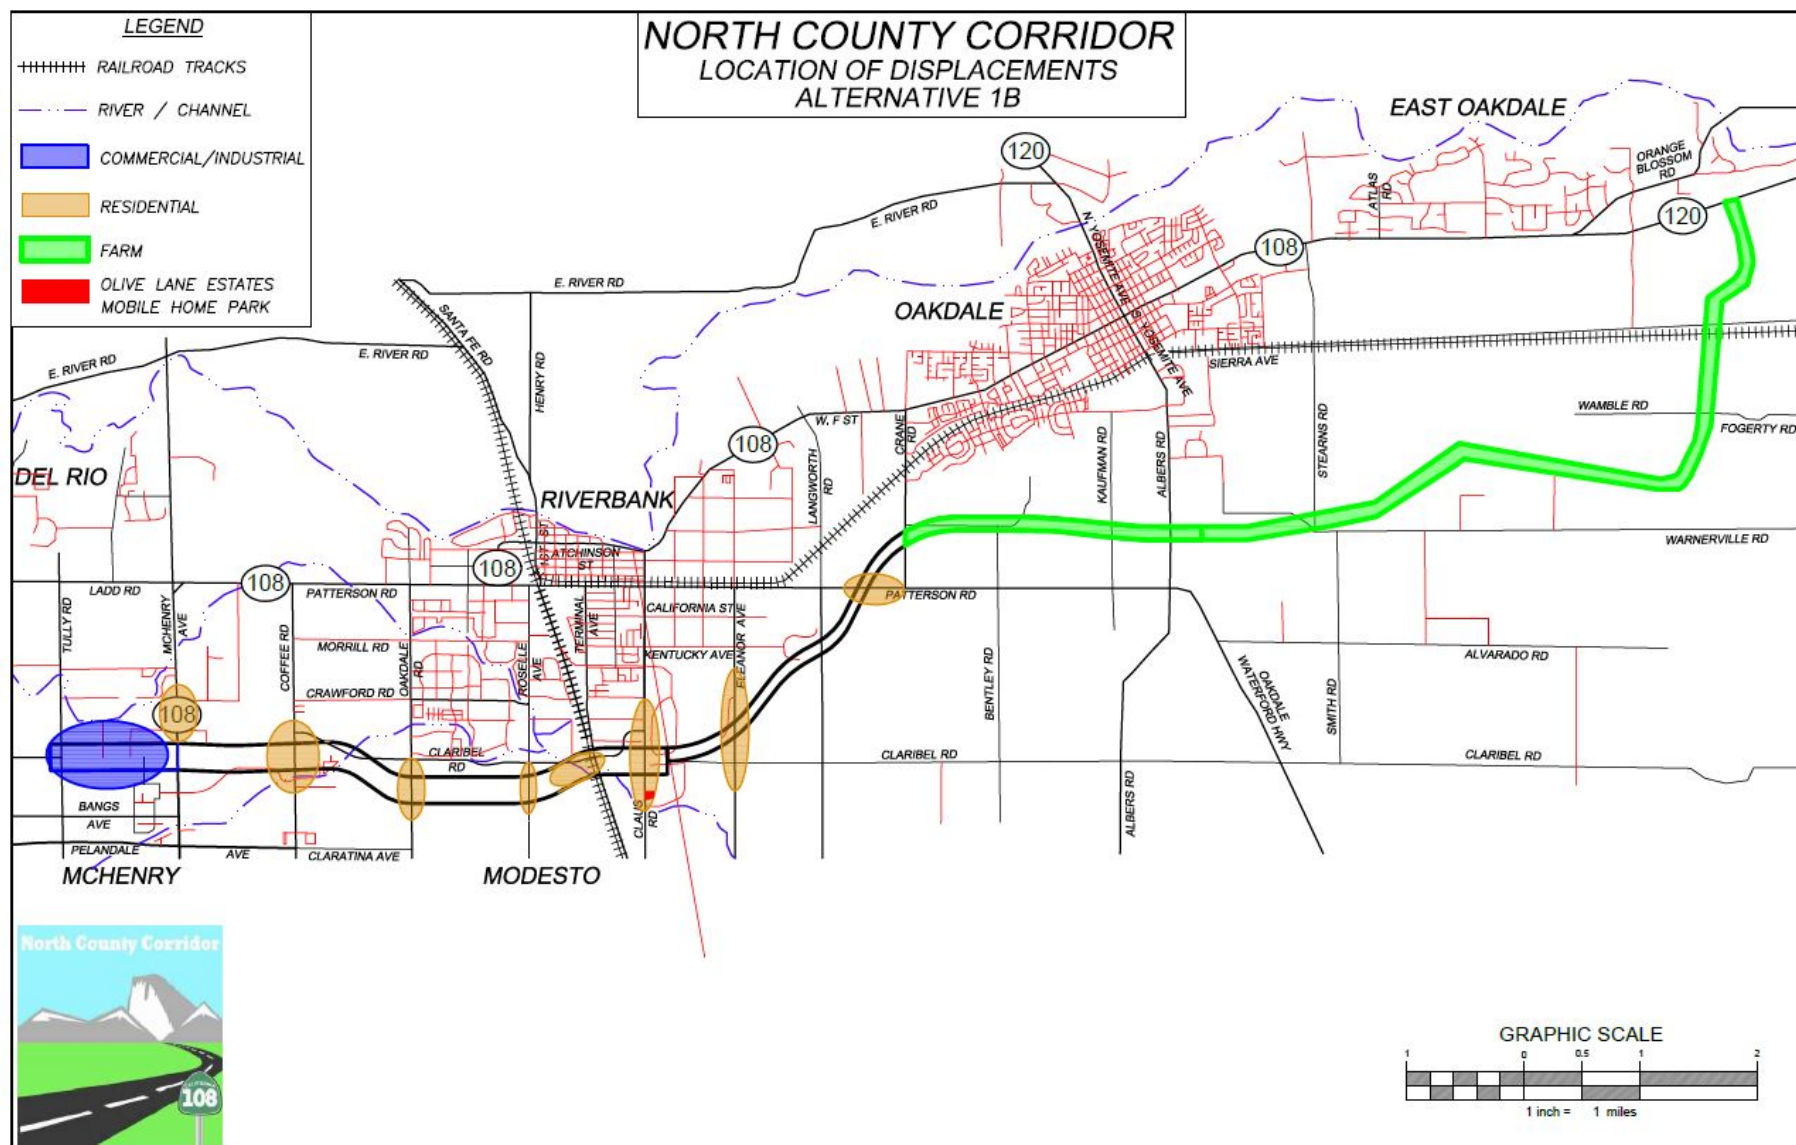 LEGEND
RAILROAD TRACKS
RIVER / CHANNEL
COMMERCIAL/INDUSTRIAL
RESIDENTIAL
FARM
OLIVE LANE ESTATES
MOBILE HOME PARK
NORTH COUNTY CORRIDOR
LOCATION OF DISPLACEMENTS
ALTERNATIVE 1B
EAST OAKDALE
120
ORANGE
BLOSSOM
RD
ATLAS
RD
120
E. RIVER RD
N. YOSEMITE AVE
108
E. RIVER RD
OAKDALE
S. YOSEMITE AVE
SANTA FE RD
E. RIVER RD
E. RIVER RD
HENRY RD
SIERRA AVE
STEARNS RD
WAMBLE RD
FOGERTY RD
W. F ST
CRANE
RD
108
LANGWORTH
RD
KAUFMAN RD
ALBERS RD
DEL RIO
RIVERBANK
1ST ST
ATCHINSON
ST
108
WARNERVILLE RD
108
LADD RD
PATTERSON RD
PATTERSON RD
TULLY RD
MCHENRY
AVE
COFFEE RD
MORRILL RD
OAKDALE
RD
CRAWFORD RD
ROSELLE
AVE
TERMINAL
AVE
CALIFORNIA ST
KENTUCKY AVE
ELEANOR AVE
BENTLEY RD
OAKDALE
WATERFORD HWY
ALVARADO RD
SMITH RD
108
CLARIBEL
RD
CLARIBEL RD
CLARIBEL RD
ALBERS RD
CLAUS
RD
BANGS
AVE
PELANDALE
AVE
CLARATINA AVE
MCHENRY
MODESTO
North County Corridor
CALIFORNIA
108
GRAPHIC SCALE
1 0 0.5 1 2
1 inch = 1 miles